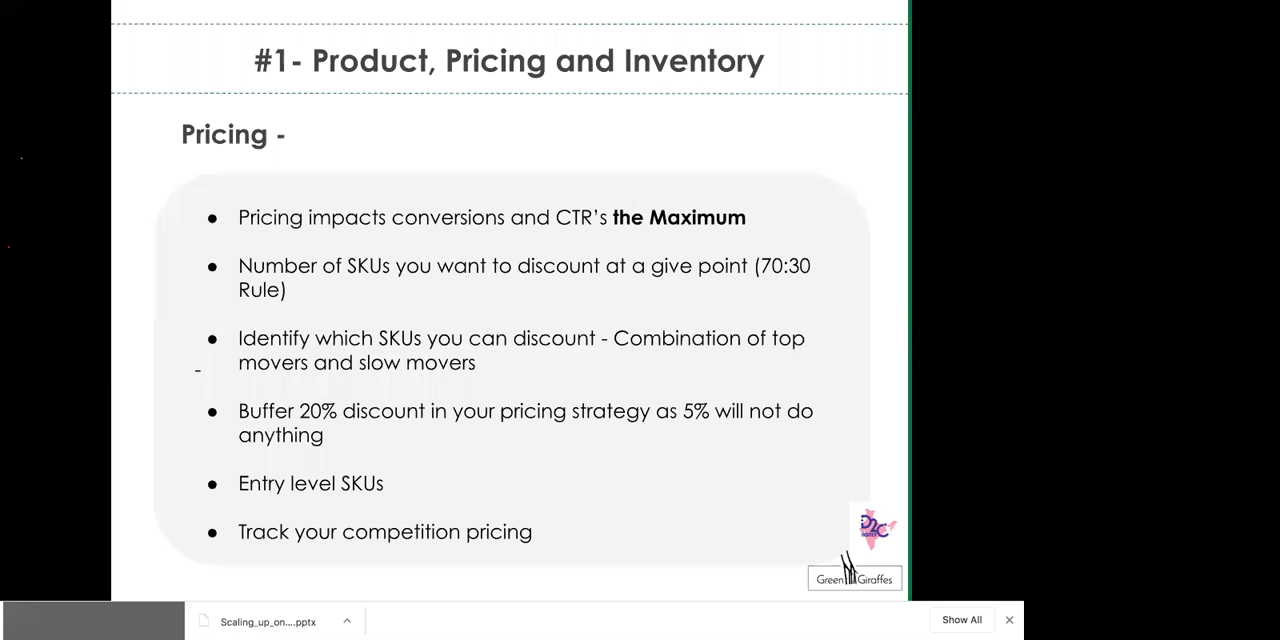 #1- Product, Pricing and Inventory
Pricing -
● Pricing impacts conversions and CTR's the Maximum
● Number of SKUs you want to discount at a give point (70:30
Rule)
● Identify which SKUs you can discount - Combination of top
movers and slow movers
● Buffer 20% discount in your pricing strategy as 5% will not do
anything
● Entry level SKUs
● Track your competition pricing
D2C
Green Giraffes
Scaling_up_on....pptx
Show All